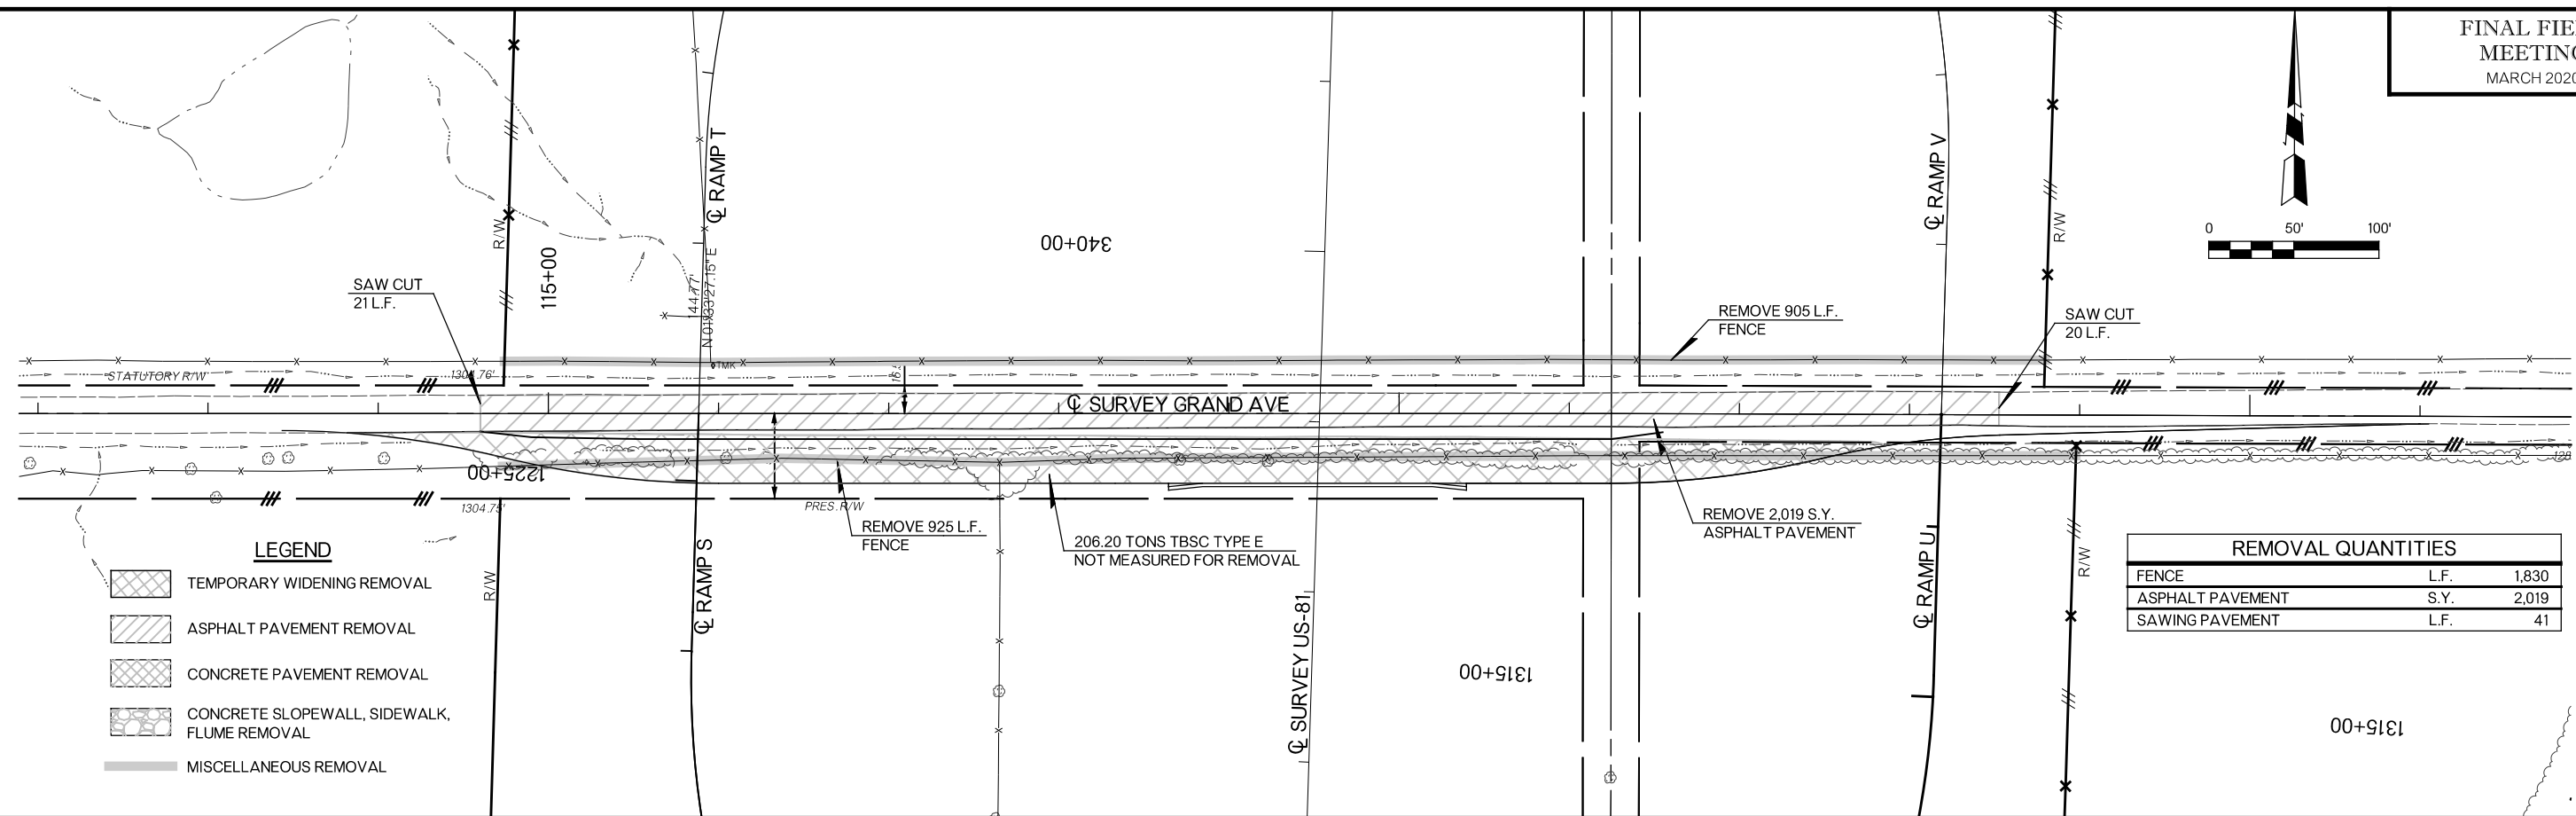 FINAL FIE
MEETING
MARCH 2020
0 50' 100'
℄ RAMP T
℄ RAMP V
R/W
R/W
115+00
340+00
144.77'
SAW CUT
21 L.F.
REMOVE 905 L.F.
FENCE
SAW CUT
20 L.F.
TMK
STATUTORY R/W
℄ SURVEY GRAND AVE
1225+00
1304.75'
PRES. R/W
REMOVE 925 L.F.
FENCE
206.20 TONS TBSC TYPE E
NOT MEASURED FOR REMOVAL
REMOVE 2,019 S.Y.
ASPHALT PAVEMENT
LEGEND
TEMPORARY WIDENING REMOVAL
ASPHALT PAVEMENT REMOVAL
CONCRETE PAVEMENT REMOVAL
CONCRETE SLOPEWALL, SIDEWALK,
FLUME REMOVAL
MISCELLANEOUS REMOVAL
R/W
℄ RAMP S
℄ SURVEY US-81
1315+00
℄ RAMP U
R/W
REMOVAL QUANTITIES
FENCE L.F. 1,830
ASPHALT PAVEMENT S.Y. 2,019
SAWING PAVEMENT L.F. 41
1315+00